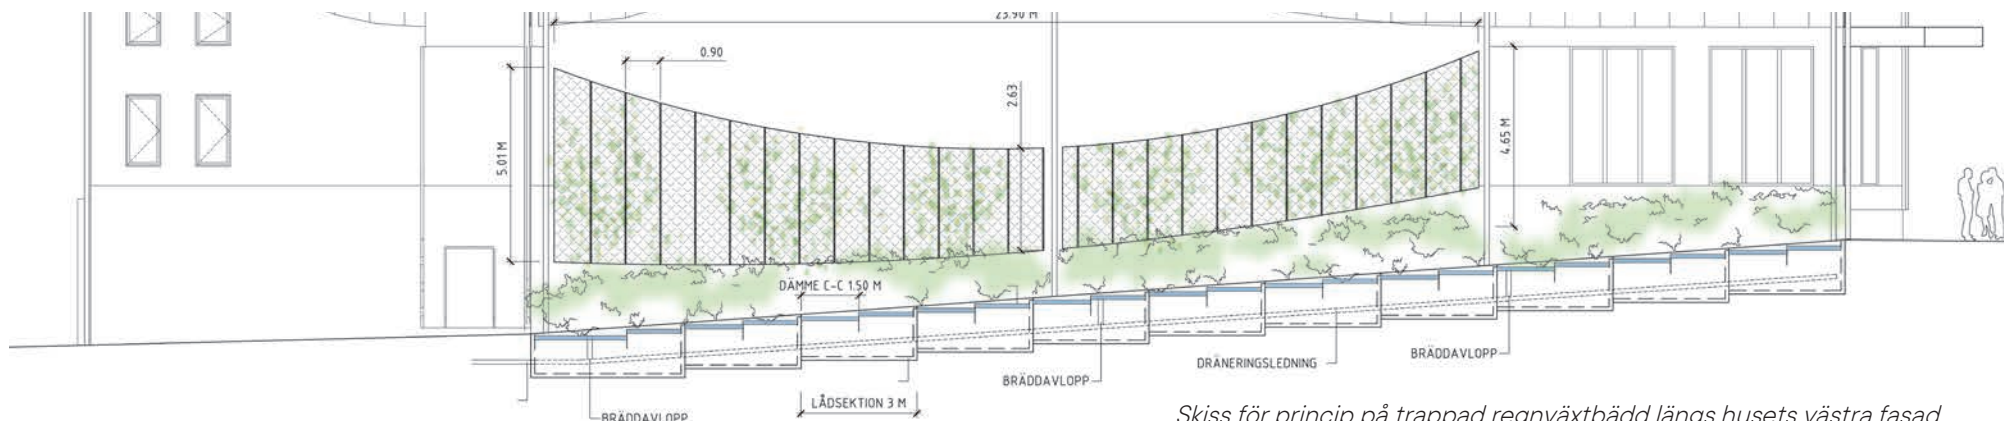 23.90 M
0.90
2.63
5.01 M
4.65 M
DÄMME C-C 1.50 M
BRÄDDAVLOPP
DRÄNERINGSLEDNING
BRÄDDAVLOPP
LÅDSEKTION 3 M
BRÄDDAVLOPP
Skiss för princip på trappad regnväxtbädd längs husets västra fasad